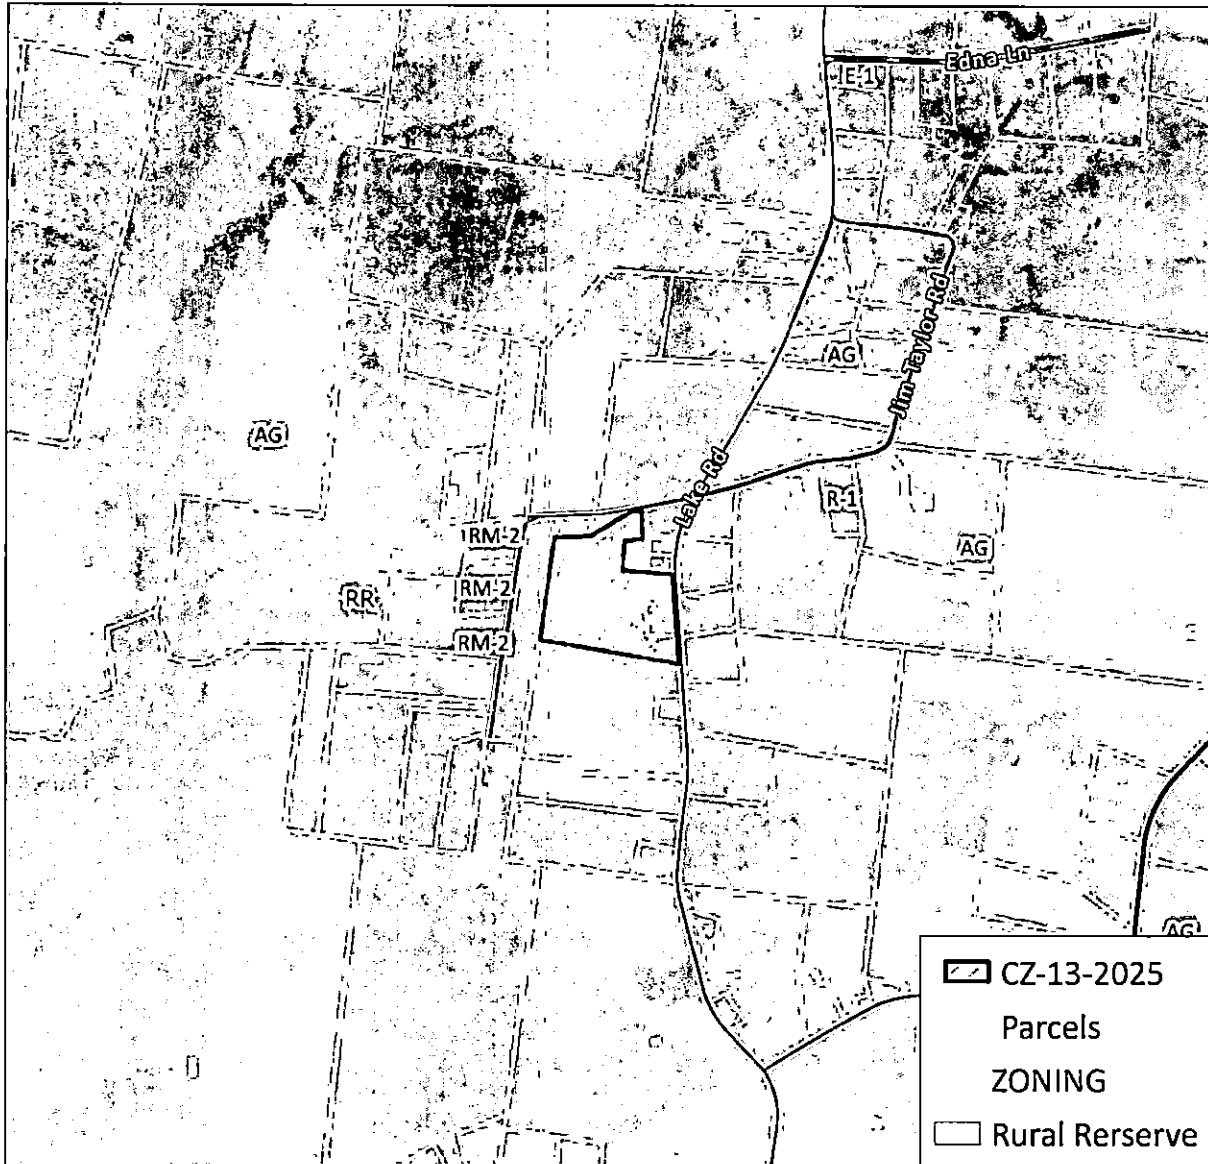 Edna Ln
E-1
Jim Taylor Rd
AG
AG
Lake Rd
R-1
RM-2
AG
RM-2
RR
RM-2
AG
CZ-13-2025
Parcels
ZONING
Rural Rerserve